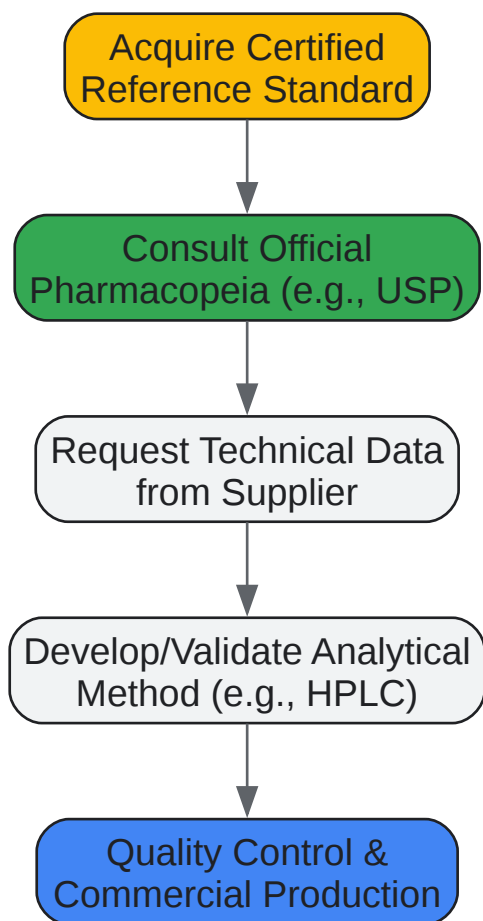 Acquire Certified
Reference Standard
Consult Official
Pharmacopeia (e.g., USP)
Request Technical Data
from Supplier
Develop/Validate Analytical
Method (e.g., HPLC)
Quality Control &
Commercial Production